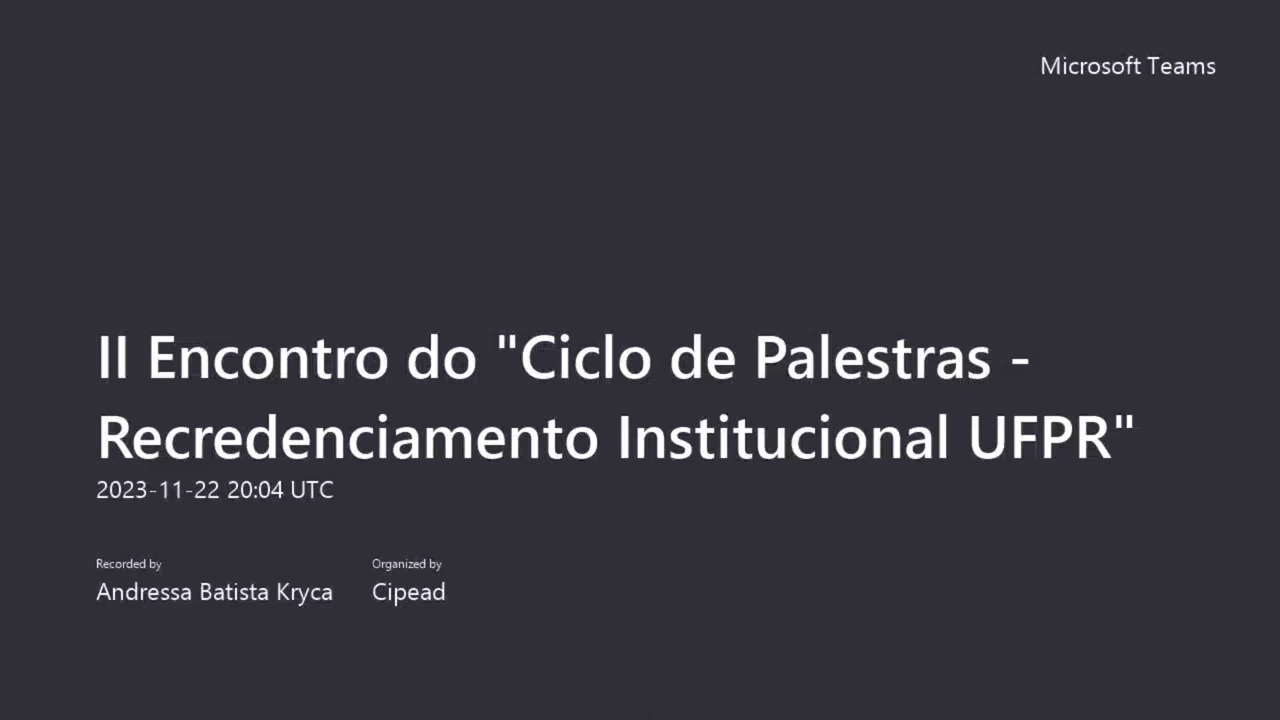 Microsoft Teams
II Encontro do "Ciclo de Palestras -
Recredenciamento Institucional UFPR"
2023-11-22 20:04 UTC
Recorded by
Andressa Batista Kryca
Organized by
Cipead